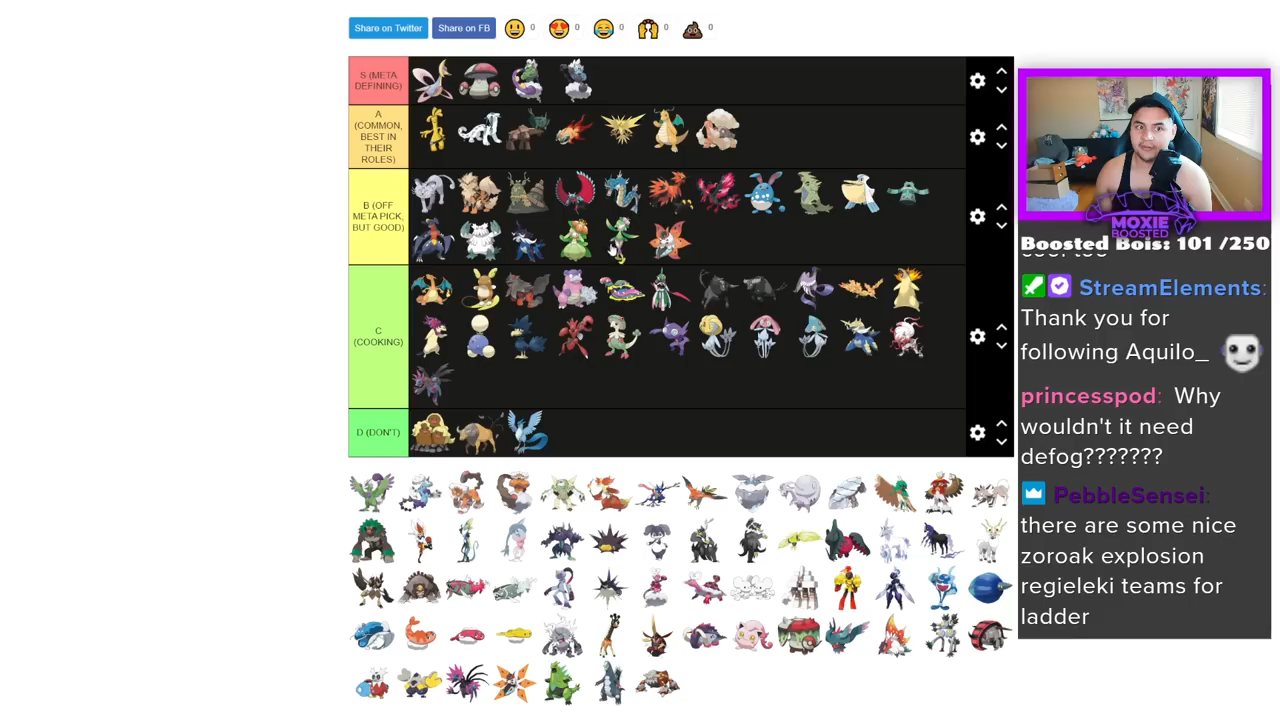 Share on Twitter
Share on FB
0
0
0
0
0
S (META
DEFINING)
A
(COMMON,
BEST IN
THEIR
ROLES)
B (OFF
META PICK,
BUT GOOD)
C
(COOKING)
D (DON'T)
MOXIE
BOOSTED
Boosted Bois: 101 /250
StreamElements:
Thank you for
following Aquilo_
princesspod: Why
wouldn't it need
defog???????
PebbleSensei:
there are some nice
zoroak explosion
regieleki teams for
ladder